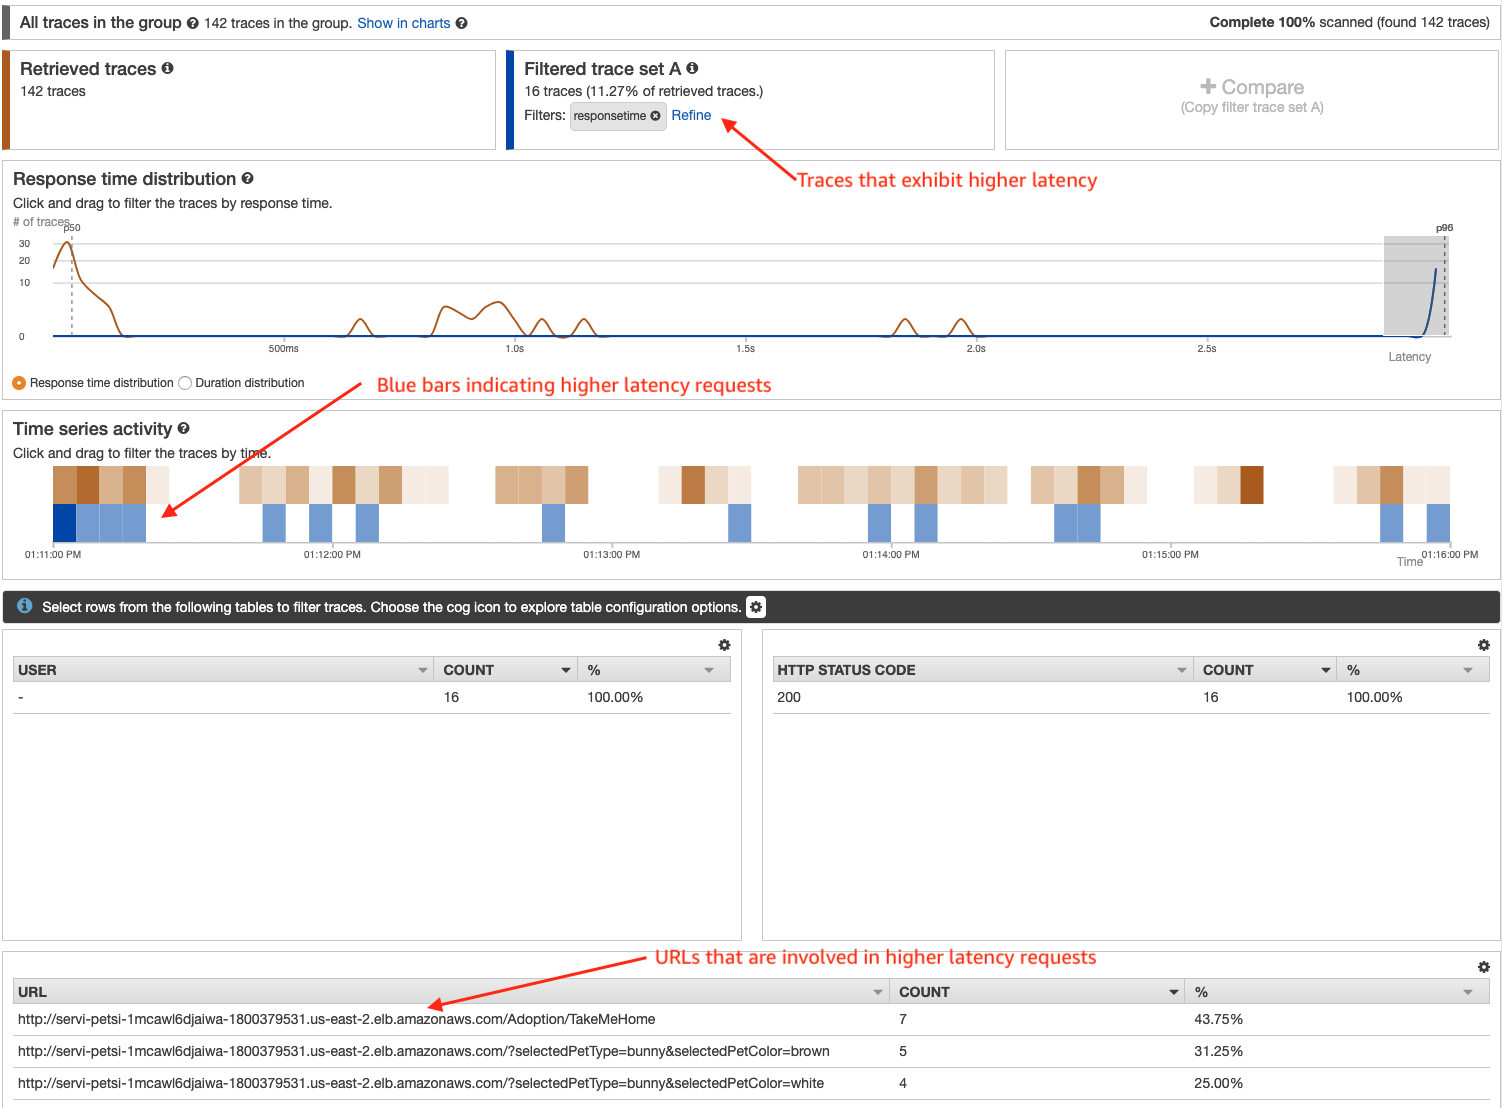 All traces in the group 142 traces in the group. Show in charts
Complete 100% scanned (found 142 traces)
Retrieved traces
142 traces
Filtered trace set A
16 traces (11.27% of retrieved traces.)
Filters: responsetime Refine
Compare
(Copy filter trace set A)
Traces that exhibit higher latency
Response time distribution
Click and drag to filter the traces by response time.
# of traces
p50
30
20
10
0
500ms
1.0s
1.5s
2.0s
2.5s
Latency
Response time distribution Duration distribution
Blue bars indicating higher latency requests
Time series activity
Click and drag to filter the traces by time.
01:11:00 PM
01:12:00 PM
01:13:00 PM
01:14:00 PM
01:15:00 PM
01:16:00 PM
Time
Select rows from the following tables to filter traces. Choose the cog icon to explore table configuration options.
USER COUNT %
- 16 100.00%
HTTP STATUS CODE COUNT %
200 16 100.00%
URLs that are involved in higher latency requests
URL COUNT %
http://servi-petsi-1mcawl6djaiwa-1800379531.us-east-2.elb.amazonaws.com/Adoption/TakeMeHome 7 43.75%
http://servi-petsi-1mcawl6djaiwa-1800379531.us-east-2.elb.amazonaws.com/?selectedPetType=bunny&selectedPetColor=brown 5 31.25%
http://servi-petsi-1mcawl6djaiwa-1800379531.us-east-2.elb.amazonaws.com/?selectedPetType=bunny&selectedPetColor=white 4 25.00%